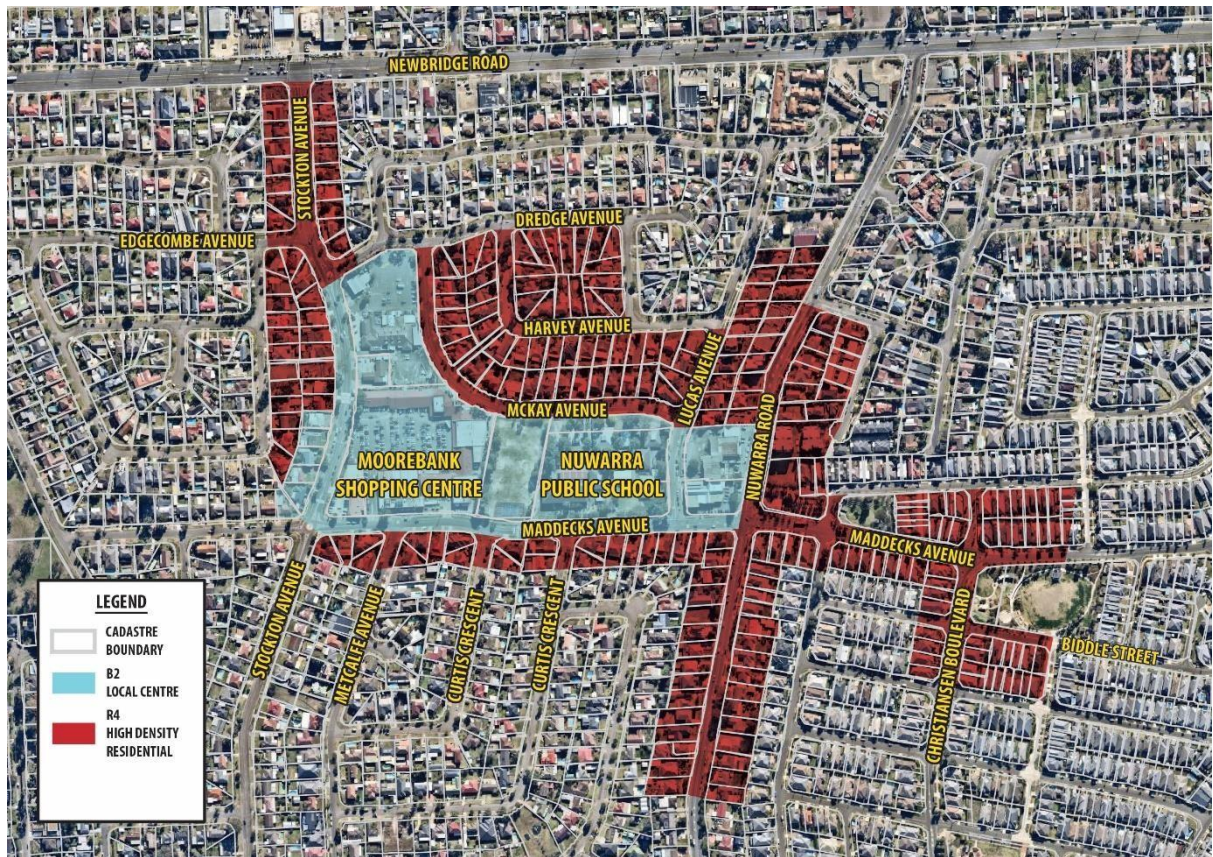 NEWBRIDGE ROAD
STOCKTON AVENUE
DREDGE AVENUE
EDGECOMBE AVENUE
HARVEY AVENUE
LUCAS AVENUE
MCKAY AVENUE
NUWARRA ROAD
MOOREBANK
SHOPPING CENTRE
NUWARRA
PUBLIC SCHOOL
MADDECKS AVENUE
MADDECKS AVENUE
STOCKTON AVENUE
METCALFE AVENUE
CURTIS CRESCENT
CURTIS CRESCENT
CHRISTIANSEN BOULEVARD
BIDDLE STREET
LEGEND
CADASTRE
BOUNDARY
B2
LOCAL CENTRE
R4
HIGH DENSITY
RESIDENTIAL